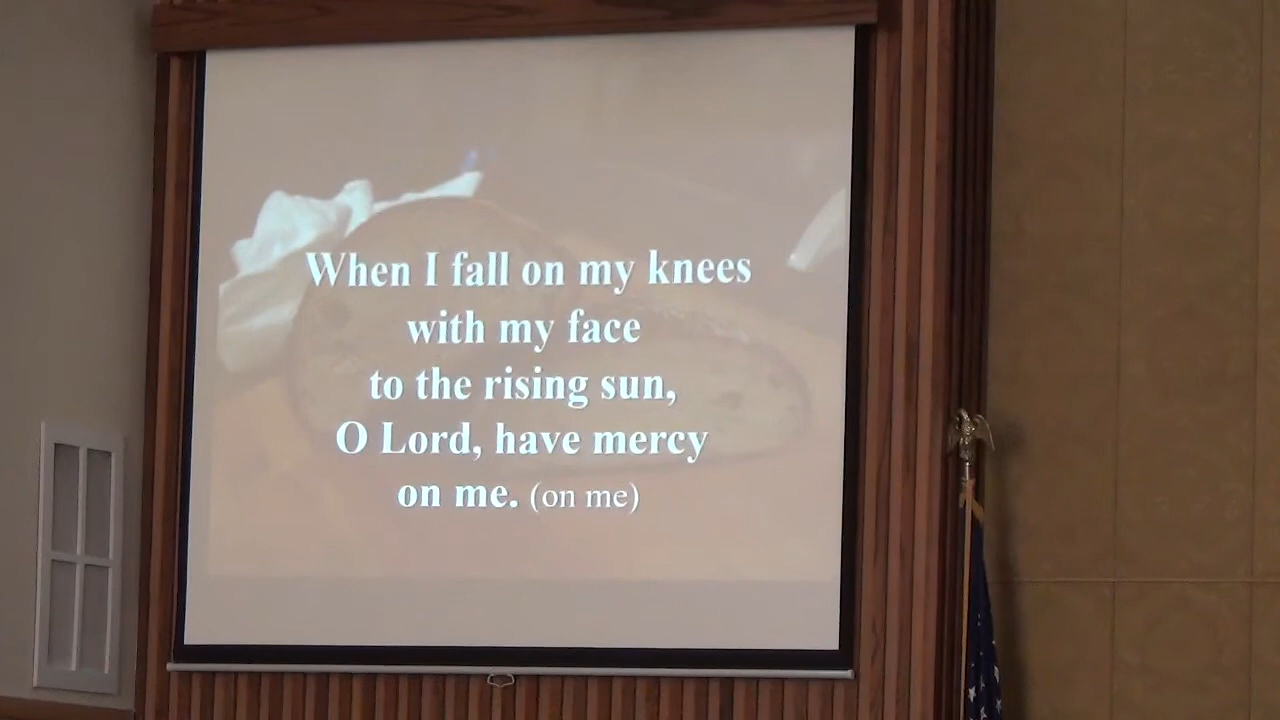 When I fall on my knees
with my face
to the rising sun,
O Lord, have mercy
on me. (on me)